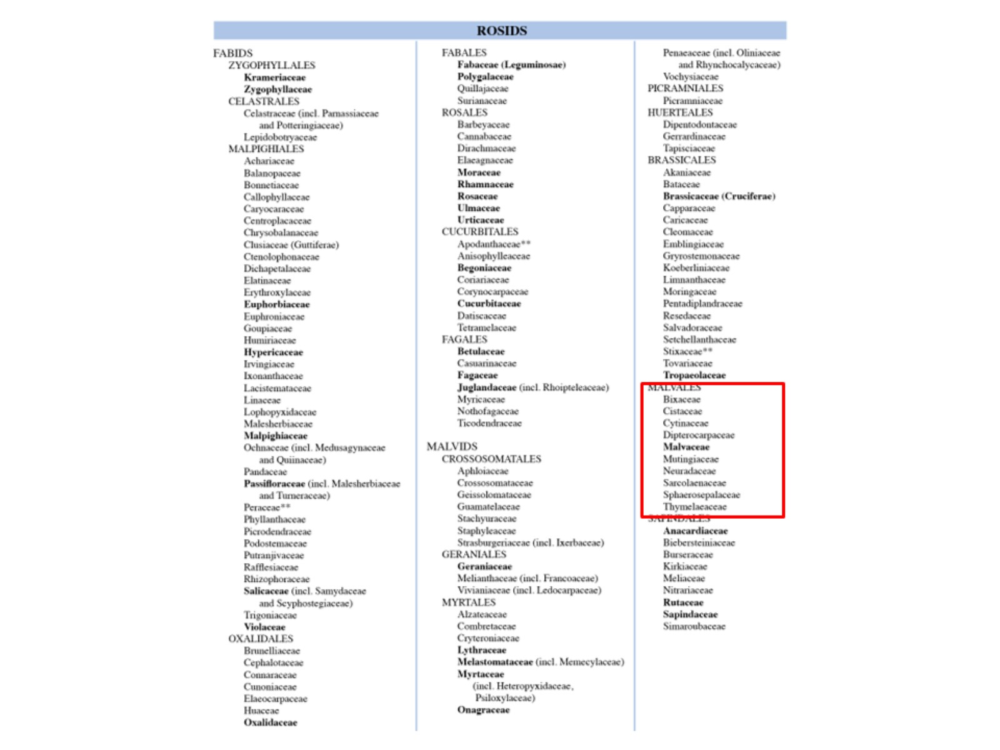 ROSIDS
FABIDS
ZYGOPHYLLALES
Krameriaceae
Zygophyllaceae
CELASTRALES
Celastraceae (incl. Parnassiaceae
and Potteringiaceae)
Lepidobotryaceae
MALPIGHIALES
Achariaceae
Balanopaceae
Bonnetiaceae
Callophyllaceae
Caryocaraceae
Centroplacaceae
Chrysobalanaceae
Clusiaceae (Guttiferae)
Ctenolophonaceae
Dichapetalaceae
Elatinaceae
Erythroxylaceae
Euphorbiaceae
Euphroniaceae
Goupiaceae
Humiriaceae
Hypericaceae
Irvingiaceae
Ixonanthaceae
Lacistemataceae
Linaceae
Lophopyxidaceae
Malesherbiaceae
Malpighiaceae
Ochnaceae (incl. Medusagynaceae
and Quiinaceae)
Pandaceae
Passifloraceae (incl. Malesherbiaceae
and Turneraceae)
Peraceae**
Phyllanthaceae
Picrodendraceae
Podostemaceae
Putranjivaceae
Rafflesiaceae
Rhizophoraceae
Salicaceae (incl. Samydaceae
and Scyphostegiaceae)
Trigoniaceae
Violaceae
OXALIDALES
Brunelliaceae
Cephalotaceae
Connaraceae
Cunoniaceae
Elaeocarpaceae
Huaceae
Oxalidaceae
FABALES
Fabaceae (Leguminosae)
Polygalaceae
Quillajaceae
Surianaceae
ROSALES
Barbeyaceae
Cannabaceae
Dirachmaceae
Elaeagnaceae
Moraceae
Rhamnaceae
Rosaceae
Ulmaceae
Urticaceae
CUCURBITALES
Apodanthaceae**
Anisophylleaceae
Begoniaceae
Coriariaceae
Corynocarpaceae
Cucurbitaceae
Datiscaceae
Tetramelaceae
FAGALES
Betulaceae
Casuarinaceae
Fagaceae
Juglandaceae (incl. Rhoipteleaceae)
Myricaceae
Nothofagaceae
Ticodendraceae
MALVIDS
CROSSOSOMATALES
Aphloiaceae
Crossosomataceae
Geissolomataceae
Guamatelaceae
Stachyuraceae
Staphyleaceae
Strasburgeriaceae (incl. Ixerbaceae)
GERANIALES
Geraniaceae
Melianthaceae (incl. Francoaceae)
Vivianiaceae (incl. Ledocarpaceae)
MYRTALES
Alzateaceae
Combretaceae
Cryteroniaceae
Lythraceae
Melastomataceae (incl. Memecylaceae)
Myrtaceae
(incl. Heteropyxidaceae,
Psiloxylaceae)
Onagraceae
Penaeaceae (incl. Oliniaceae
and Rhynchocalycaceae)
Vochysiaceae
PICRAMNIALES
Picramniaceae
HUERTEALES
Dipentodontaceae
Gerrardinaceae
Tapisciaceae
BRASSICALES
Akaniaceae
Bataceae
Brassicaceae (Cruciferae)
Capparaceae
Caricaceae
Cleomaceae
Emblingiaceae
Gryrostemonaceae
Koeberliniaceae
Limnanthaceae
Moringaceae
Pentadiplandraceae
Resedaceae
Salvadoraceae
Setchellanthaceae
Stixaceae**
Tovariaceae
Tropaeolaceae
MALVALES
Bixaceae
Cistaceae
Cytinaceae
Dipterocarpaceae
Malvaceae
Mutingiaceae
Neuradaceae
Sarcolaenaceae
Sphaerosepalaceae
Thymelaeaceae
SAPINDALES
Anacardiaceae
Biebersteiniaceae
Burseraceae
Kirkiaceae
Meliaceae
Nitrariaceae
Rutaceae
Sapindaceae
Simaroubaceae